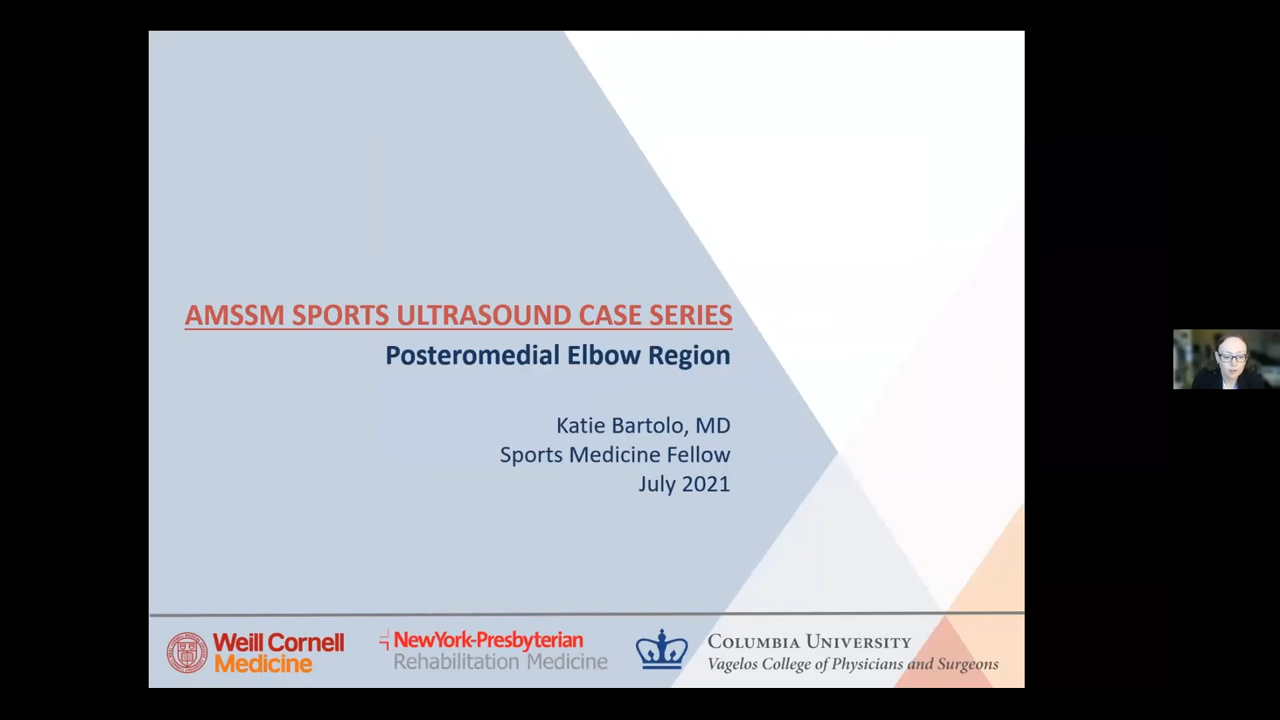 AMSSM SPORTS ULTRASOUND CASE SERIES
Posteromedial Elbow Region
Katie Bartolo, MD
Sports Medicine Fellow
July 2021
Weill Cornell
Medicine
NewYork-Presbyterian
Rehabilitation Medicine
COLUMBIA UNIVERSITY
Vagelos College of Physicians and Surgeons